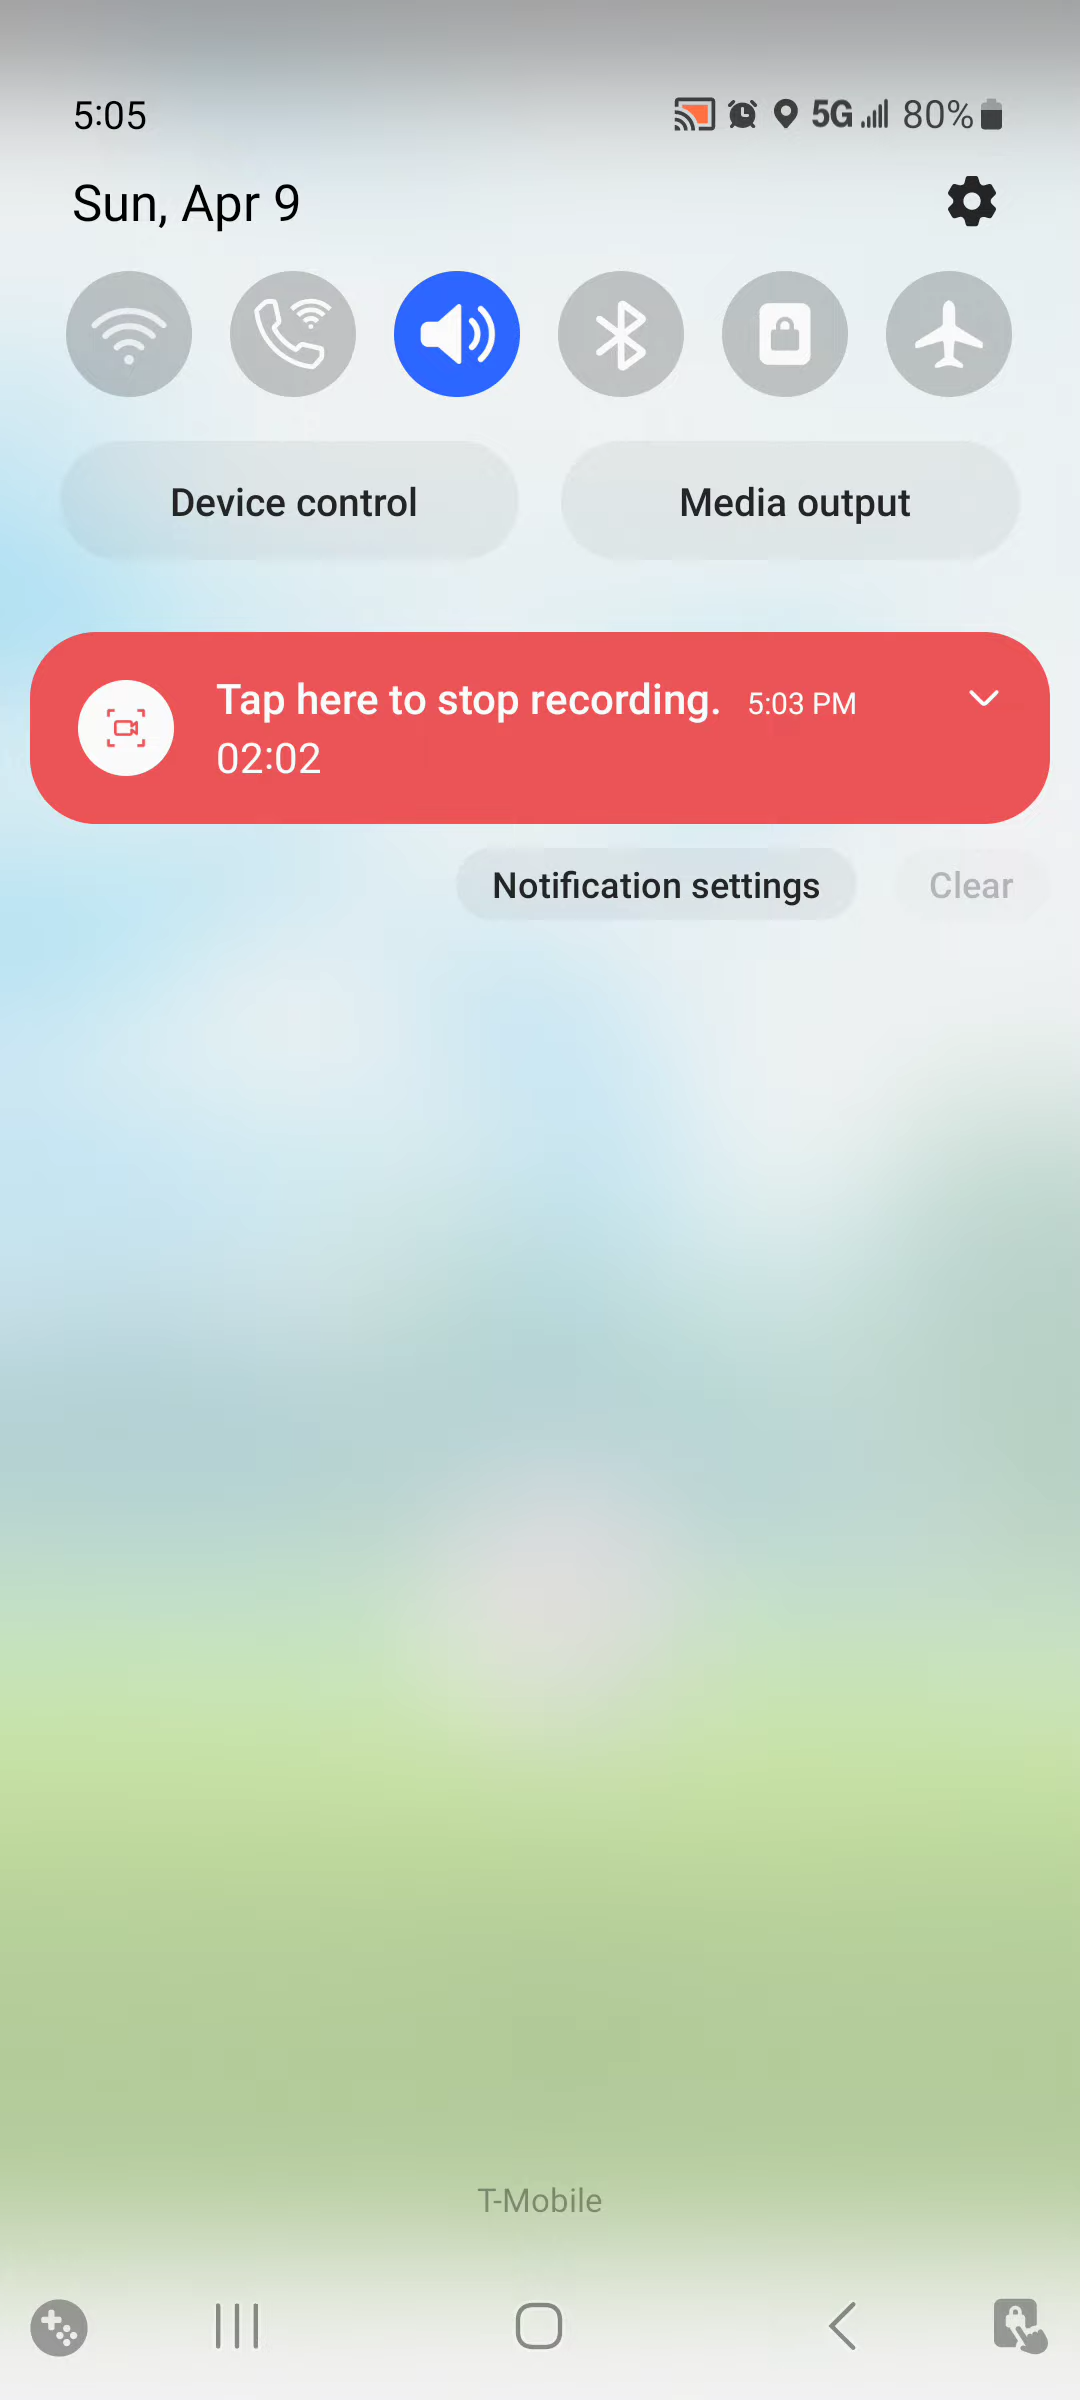 5:05
5G 80%
Sun, Apr 9
Device control
Media output
Tap here to stop recording. 5:03 PM
02:02
Notification settings
Clear
T-Mobile